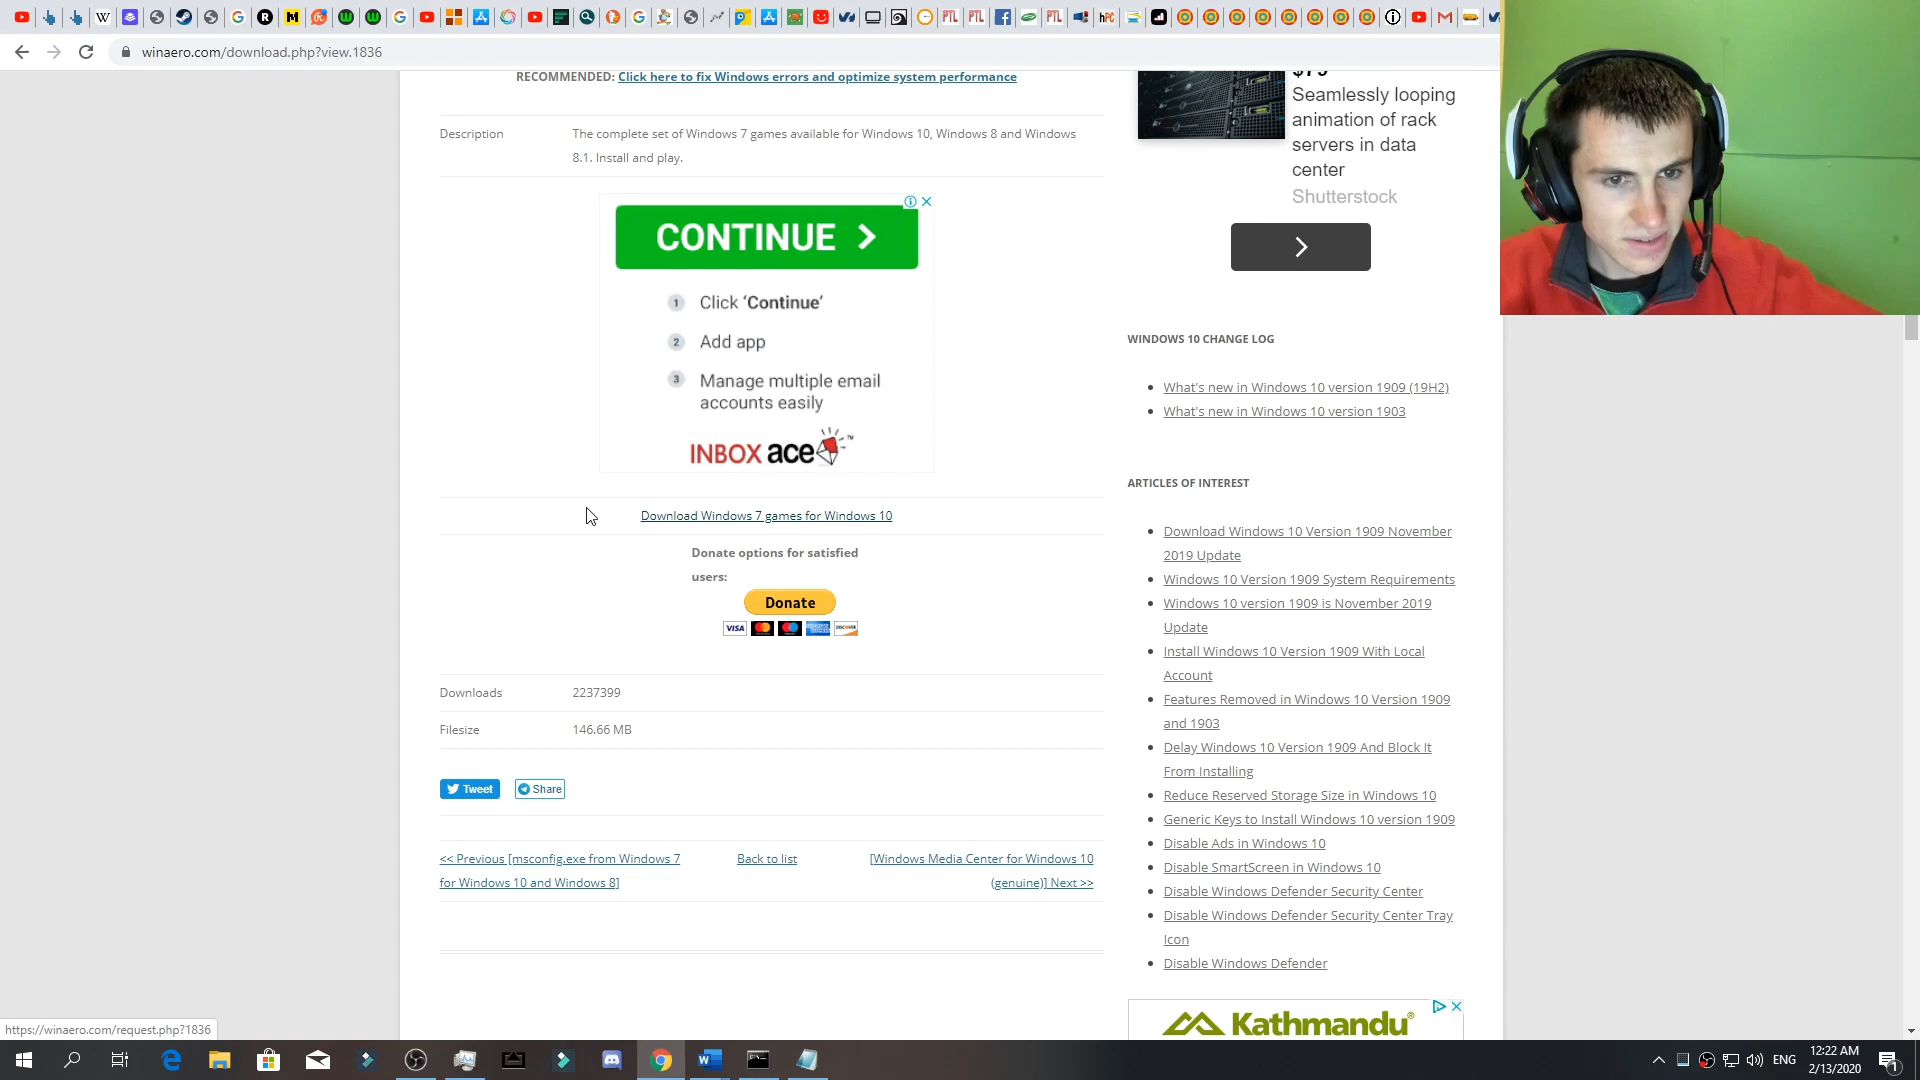 winaero.com/download.php?view.1836
RECOMMENDED: Click here to fix Windows errors and optimize system performance
Description
The complete set of Windows 7 games available for Windows 10, Windows 8 and Windows
8.1. Install and play.
CONTINUE
1 Click ‘Continue’
2 Add app
3 Manage multiple email
accounts easily
INBOX ace ™
Download Windows 7 games for Windows 10
Donate options for satisfied
users:
Donate
VISA
DISCOVER
Downloads 2237399
Filesize 146.66 MB
Tweet Share
<< Previous [msconfig.exe from Windows 7
for Windows 10 and Windows 8]
Back to list
[Windows Media Center for Windows 10
(genuine)] Next >>
Seamlessly looping
animation of rack
servers in data
center
Shutterstock
WINDOWS 10 CHANGE LOG
What's new in Windows 10 version 1909 (19H2)
What's new in Windows 10 version 1903
ARTICLES OF INTEREST
Download Windows 10 Version 1909 November
2019 Update
Windows 10 Version 1909 System Requirements
Windows 10 version 1909 is November 2019
Update
Install Windows 10 Version 1909 With Local
Account
Features Removed in Windows 10 Version 1909
and 1903
Delay Windows 10 Version 1909 And Block It
From Installing
Reduce Reserved Storage Size in Windows 10
Generic Keys to Install Windows 10 version 1909
Disable Ads in Windows 10
Disable SmartScreen in Windows 10
Disable Windows Defender Security Center
Disable Windows Defender Security Center Tray
Icon
Disable Windows Defender
Kathmandu®
https://winaero.com/request.php?1836
ENG
12:22 AM
2/13/2020